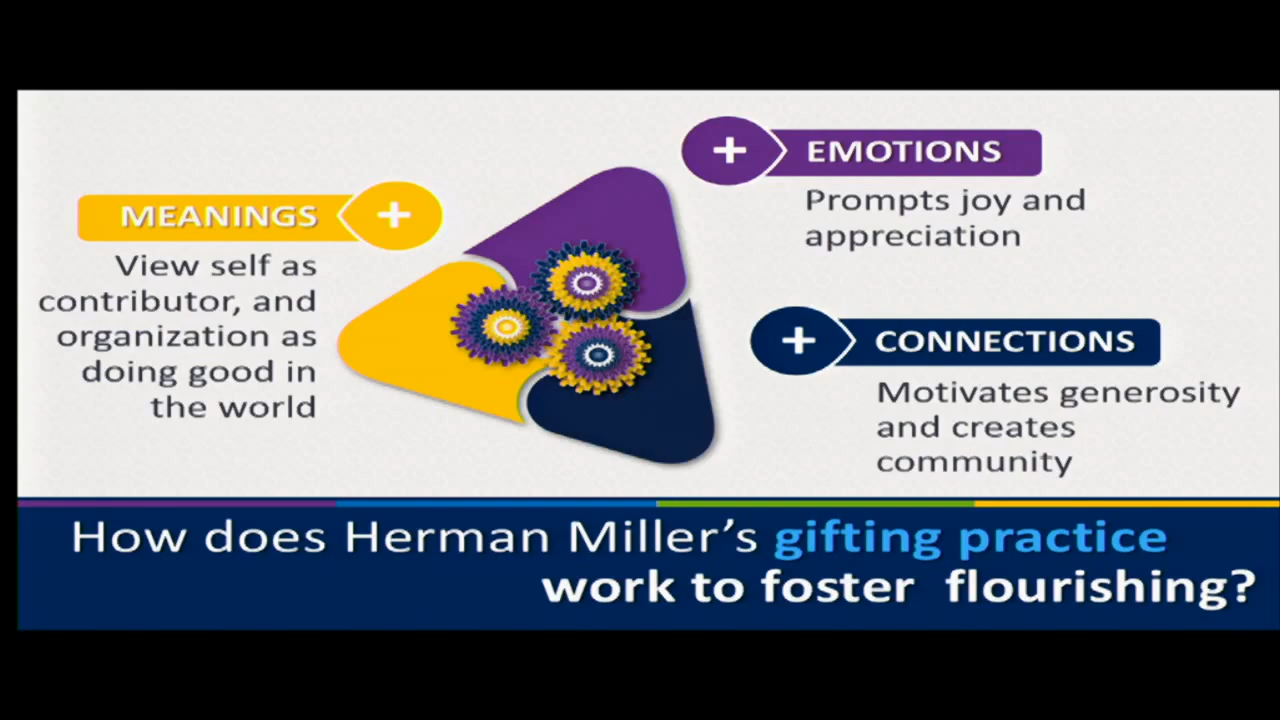 MEANINGS
View self as
contributor, and
organization as
doing good in
the world
EMOTIONS
Prompts joy and
appreciation
CONNECTIONS
Motivates generosity
and creates
community
How does Herman Miller’s gifting practice
work to foster flourishing?